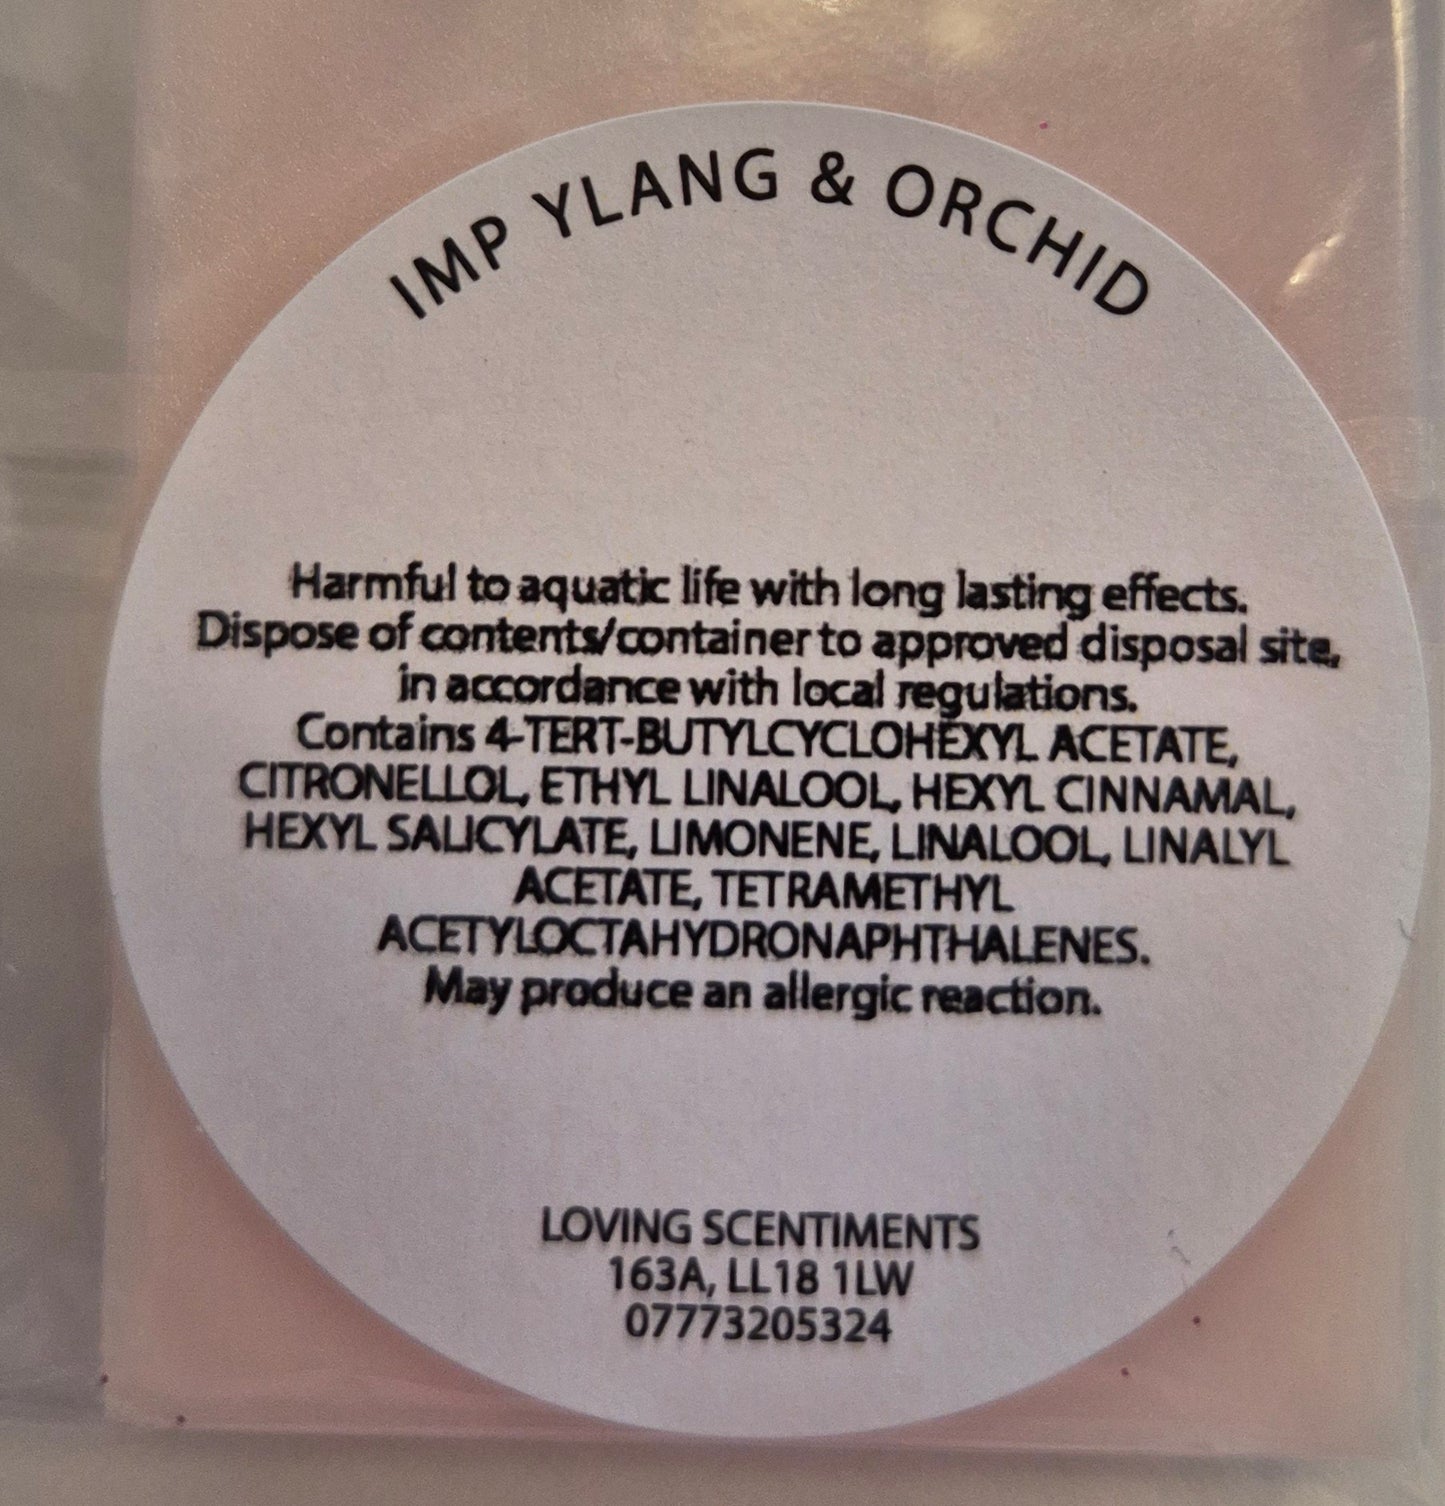 IMP YLANG & ORCHID
Harmful to aquatic life with long lasting effects.
Dispose of contents/container to approved disposal site,
in accordance with local regulations.
Contains 4-TERT-BUTYLCYCLOHEXYL ACETATE,
CITRONELLOL, ETHYL LINALOOL, HEXYL CINNAMAL,
HEXYL SALICYLATE, LIMONENE, LINALOOL, LINALYL
ACETATE, TETRAMETHYL
ACETYLOCTAHYDRONAPHTHALENES.
May produce an allergic reaction.
LOVING SCENTIMENTS
163A, LL18 1LW
07773205324